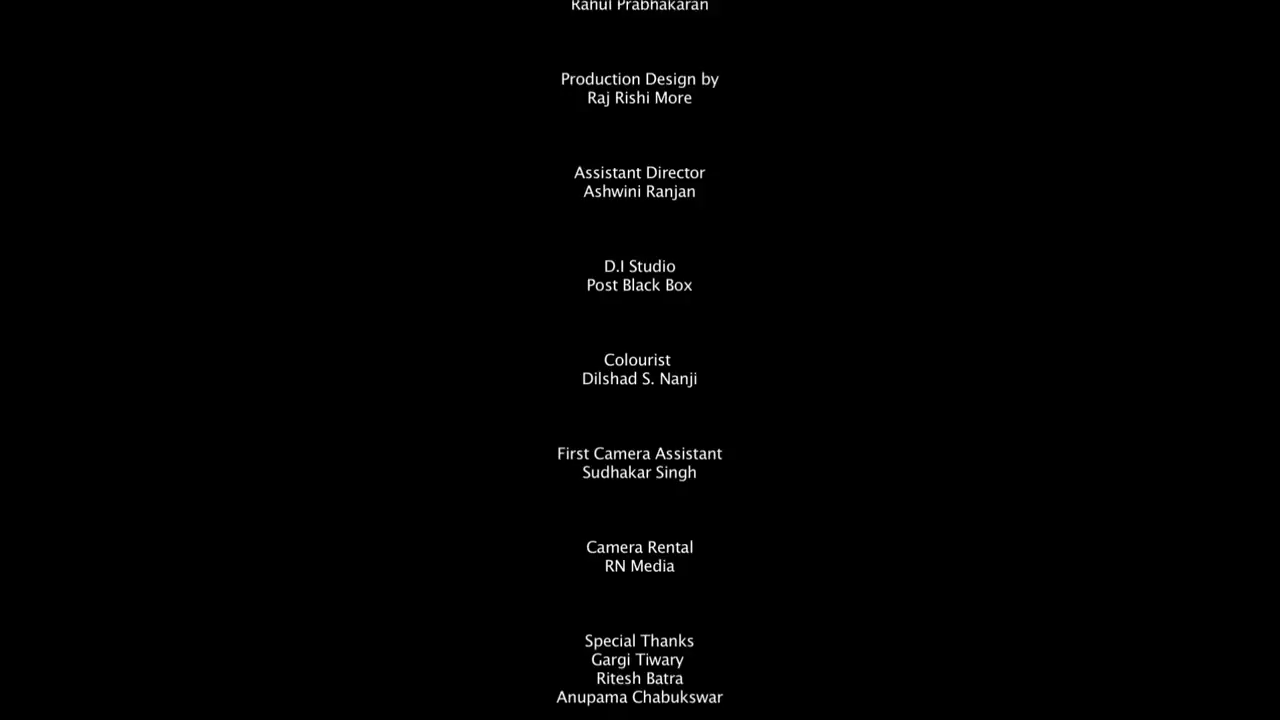 Rahul Prabhakaran
Production Design by
Raj Rishi More
Assistant Director
Ashwini Ranjan
D.I Studio
Post Black Box
Colourist
Dilshad S. Nanji
First Camera Assistant
Sudhakar Singh
Camera Rental
RN Media
Special Thanks
Gargi Tiwary
Ritesh Batra
Anupama Chabukswar